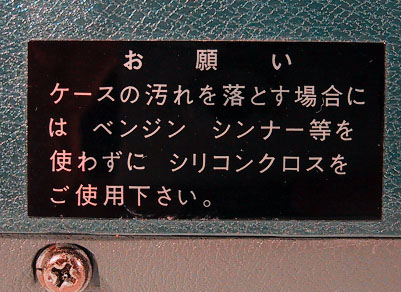 お願い
ケースの汚れを落とす場合に
は ベンジン シンナー等を
使わずに シリコンクロスを
ご使用下さい。